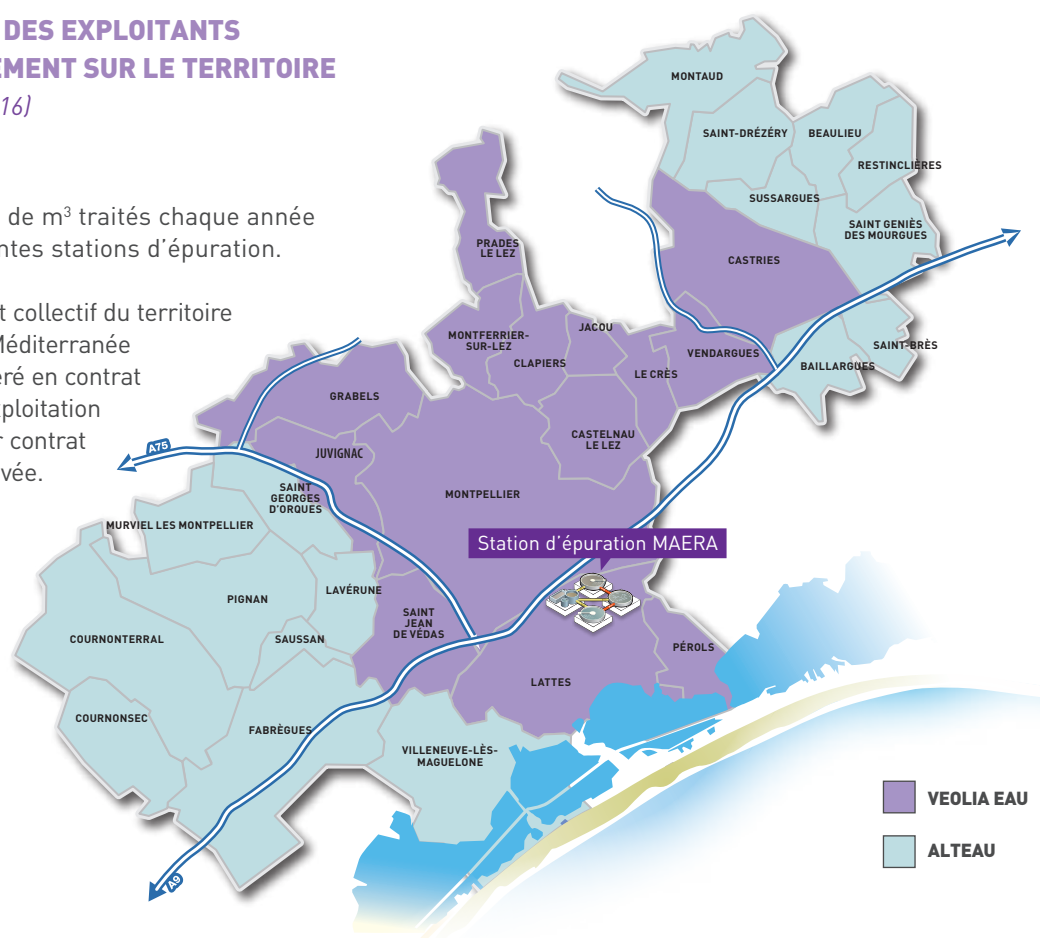 DES EXPLOITANTS
EMENT SUR LE TERRITOIRE
16)
de m³ traités chaque année
ntes stations d'épuration.
t collectif du territoire
Méditerranée
éré en contrat
xploitation
r contrat
vée.
MONTAUD
SAINT-DRÉZÉRY
BEAULIEU
RESTINCLIÈRES
SUSSARGUES
SAINT GENIÈS
DES MOURGUES
CASTRIES
PRADES
LE LEZ
MONTFERRIER-
SUR-LEZ
CLAPIERS
JACOU
LE CRÈS
VENDARGUES
SAINT-BRÈS
BAILLARGUES
GRABELS
CASTELNAU
LE LEZ
A75
JUVIGNAC
SAINT
GEORGES
D'ORQUES
MONTPELLIER
MURVIEL LES MONTPELLIER
Station d'épuration MAERA
PIGNAN
LAVÉRUNE
SAINT
JEAN
DE VÉDAS
COURNONTERRAL
SAUSSAN
PÉROLS
LATTES
COURNONSEC
FABRÈGUES
VILLENEUVE-LÈS-
MAGUELONE
A9
VEOLIA EAU
ALTEAU